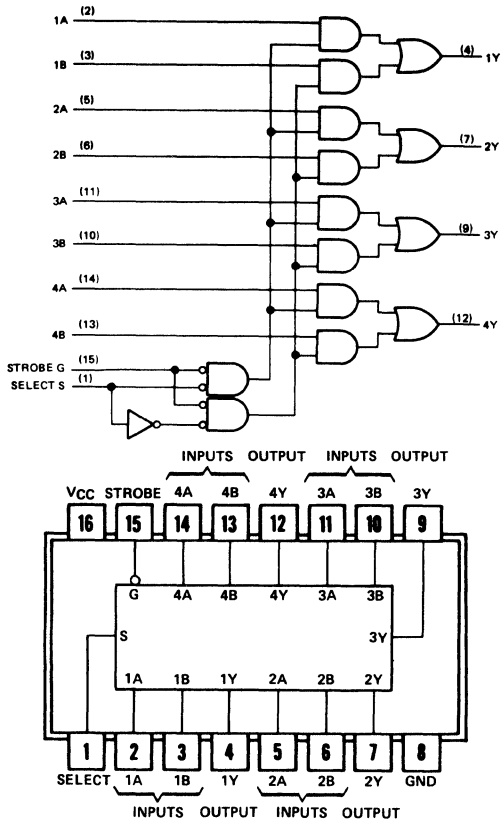 1A (2)
(4) 1Y
1B (3)
2A (5)
(7) 2Y
2B (6)
3A (11)
(9) 3Y
3B (10)
4A (14)
(12) 4Y
4B (13)
STROBE G (15)
SELECT S (1)
INPUTS OUTPUT INPUTS OUTPUT
VCC STROBE 4A 4B 4Y 3A 3B 3Y
16 15 14 13 12 11 10 9
G 4A 4B 4Y 3A 3B
S 3Y
1A 1B 1Y 2A 2B 2Y
1 2 3 4 5 6 7 8
SELECT 1A 1B 1Y 2A 2B 2Y GND
INPUTS OUTPUT INPUTS OUTPUT